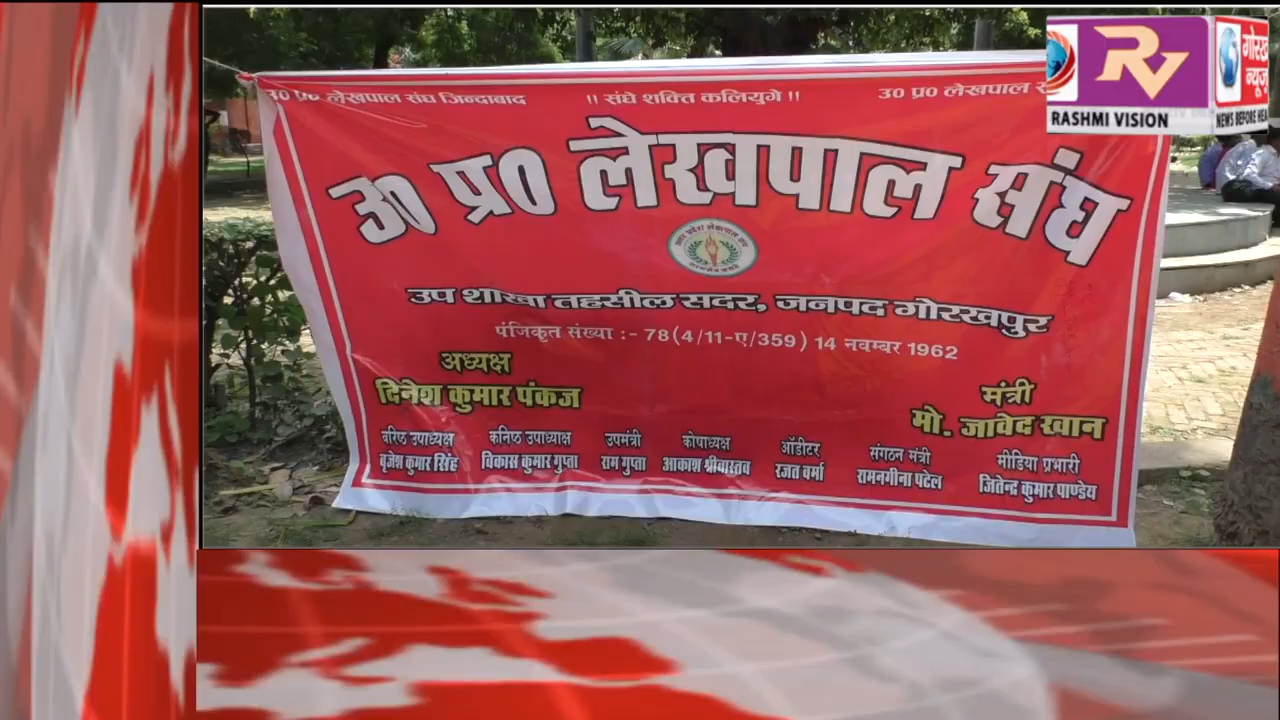 उ0 प्र0 लेखपाल संघ जिन्दाबाद !! संघे शक्ति कलियुगे !! उ0 प्र0 लेखपाल
उ0 प्र0 लेखपाल संघ
उप शाखा तहसील सदर, जनपद गोरखपुर
पंजिकृत संख्या :- 78(4/11-ए/359) 14 नवम्बर 1962
अध्यक्ष
दिनेश कुमार पंकज
मंत्री
मो. जावेद खान
वरिष्ठ उपाध्यक्ष कनिष्ठ उपाध्यक्ष उपमंत्री कोषाध्यक्ष ऑडीटर संगठन मंत्री मीडिया प्रभारी
बृजेश कुमार सिंह विकास कुमार गुप्ता राम गुप्ता आकाश श्रीवास्तव रजत वर्मा रामनगीना पटेल जितेन्द्र कुमार पाण्डेय
RV
RASHMI VISION
गोरख
न्यूज़
NEWS BEFORE